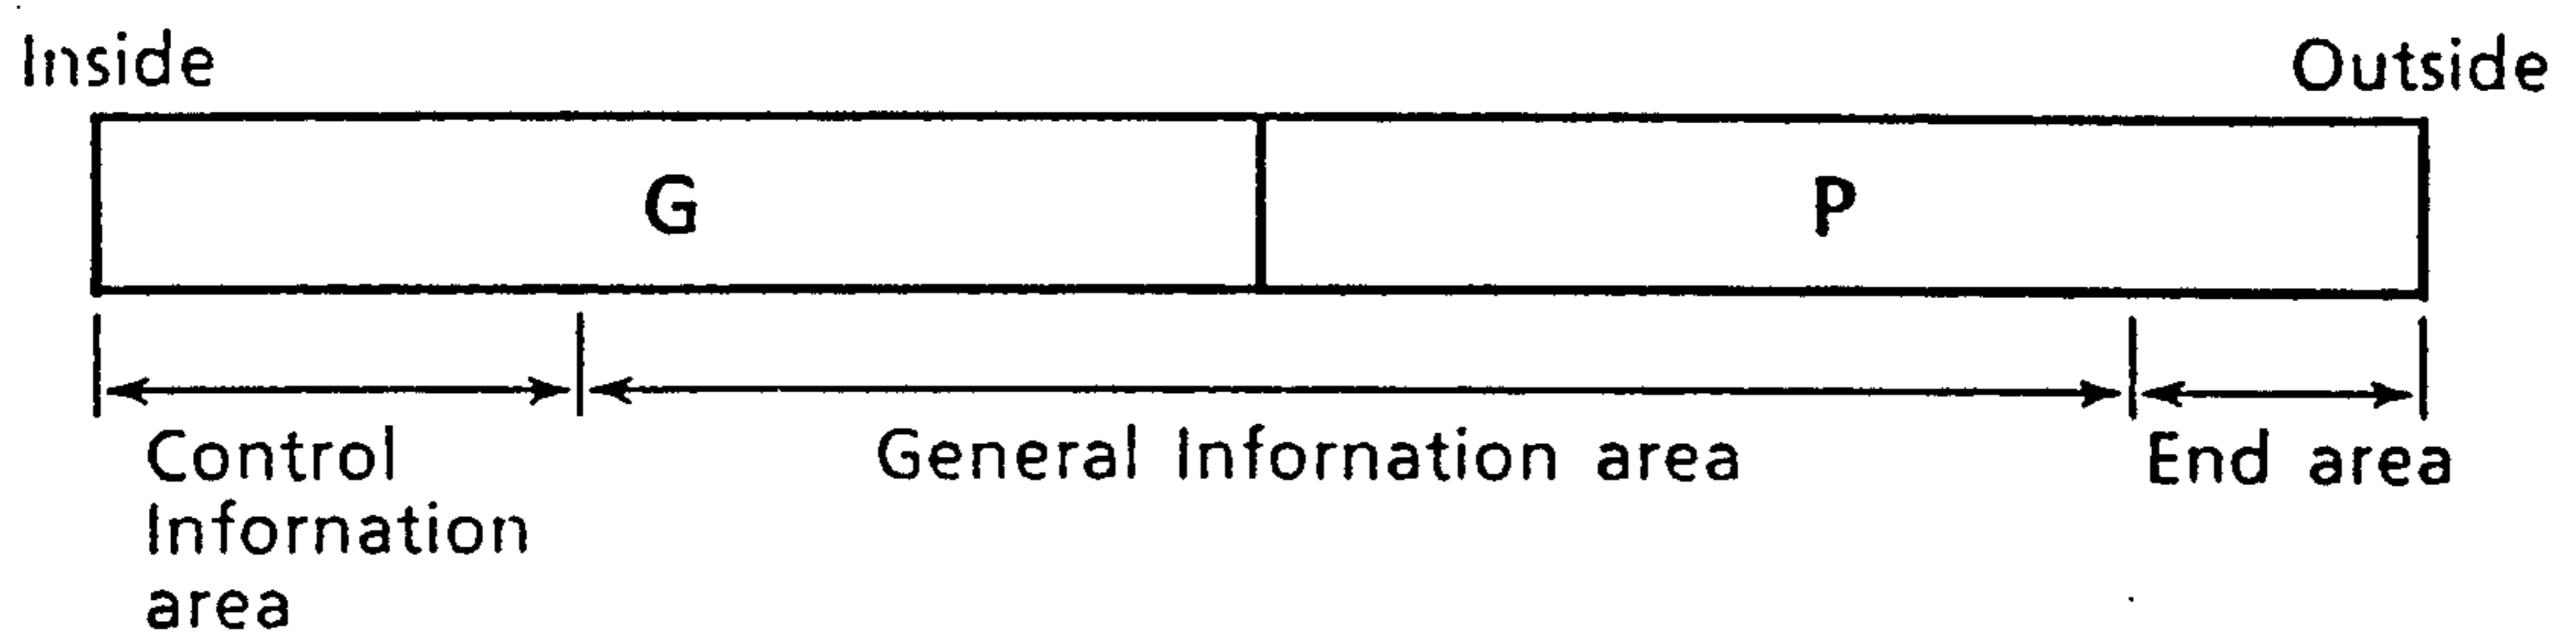 Inside
Outside
G
P
Control
Infornation
area
General Infornation area
End area